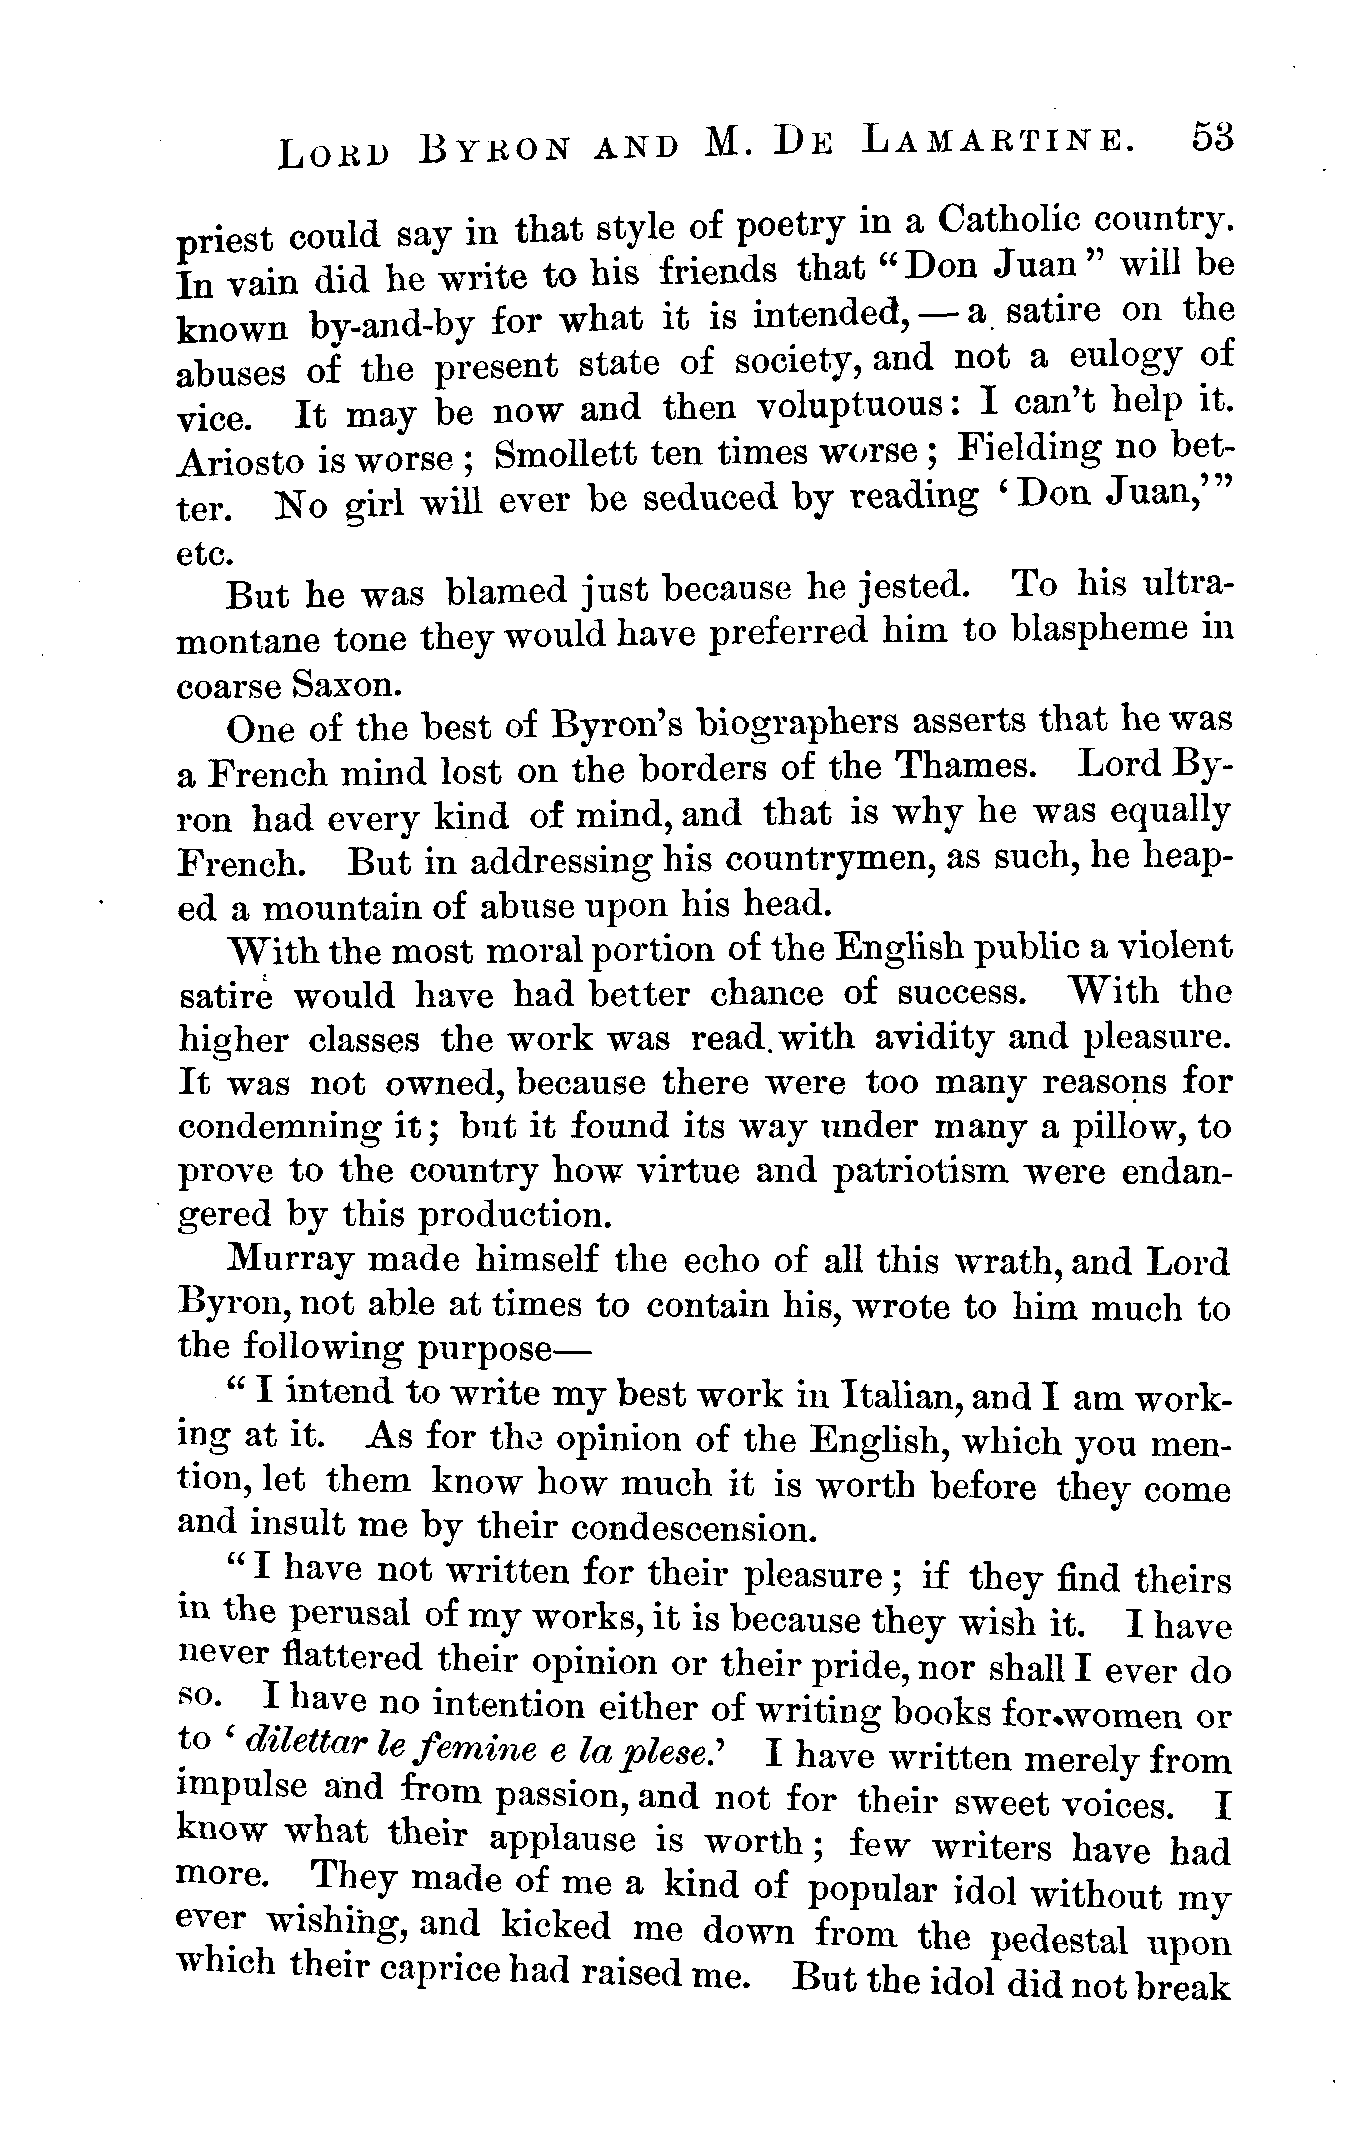 LORD BYRON AND M. DE LAMARTINE. 53
priest could say in that style of poetry in a Catholic country.
In vain did he write to his friends that “Don Juan” will be
known by-and-by for what it is intended,—a satire on the
abuses of the present state of society, and not a eulogy of
vice. It may be now and then voluptuous: I can’t help it.
Ariosto is worse; Smollett ten times worse; Fielding no bet-
ter. No girl will ever be seduced by reading ‘Don Juan,’”
etc.
But he was blamed just because he jested. To his ultra-
montane tone they would have preferred him to blaspheme in
coarse Saxon.
One of the best of Byron’s biographers asserts that he was
a French mind lost on the borders of the Thames. Lord By-
ron had every kind of mind, and that is why he was equally
French. But in addressing his countrymen, as such, he heap-
ed a mountain of abuse upon his head.
With the most moral portion of the English public a violent
satire would have had better chance of success. With the
higher classes the work was read with avidity and pleasure.
It was not owned, because there were too many reasons for
condemning it; but it found its way under many a pillow, to
prove to the country how virtue and patriotism were endan-
gered by this production.
Murray made himself the echo of all this wrath, and Lord
Byron, not able at times to contain his, wrote to him much to
the following purpose—
“I intend to write my best work in Italian, and I am work-
ing at it. As for the opinion of the English, which you men-
tion, let them know how much it is worth before they come
and insult me by their condescension.
“I have not written for their pleasure; if they find theirs
in the perusal of my works, it is because they wish it. I have
never flattered their opinion or their pride, nor shall I ever do
so. I have no intention either of writing books for women or
to ‘dilettar le femine e la plese.’ I have written merely from
impulse and from passion, and not for their sweet voices. I
know what their applause is worth; few writers have had
more. They made of me a kind of popular idol without my
ever wishing, and kicked me down from the pedestal upon
which their caprice had raised me. But the idol did not break